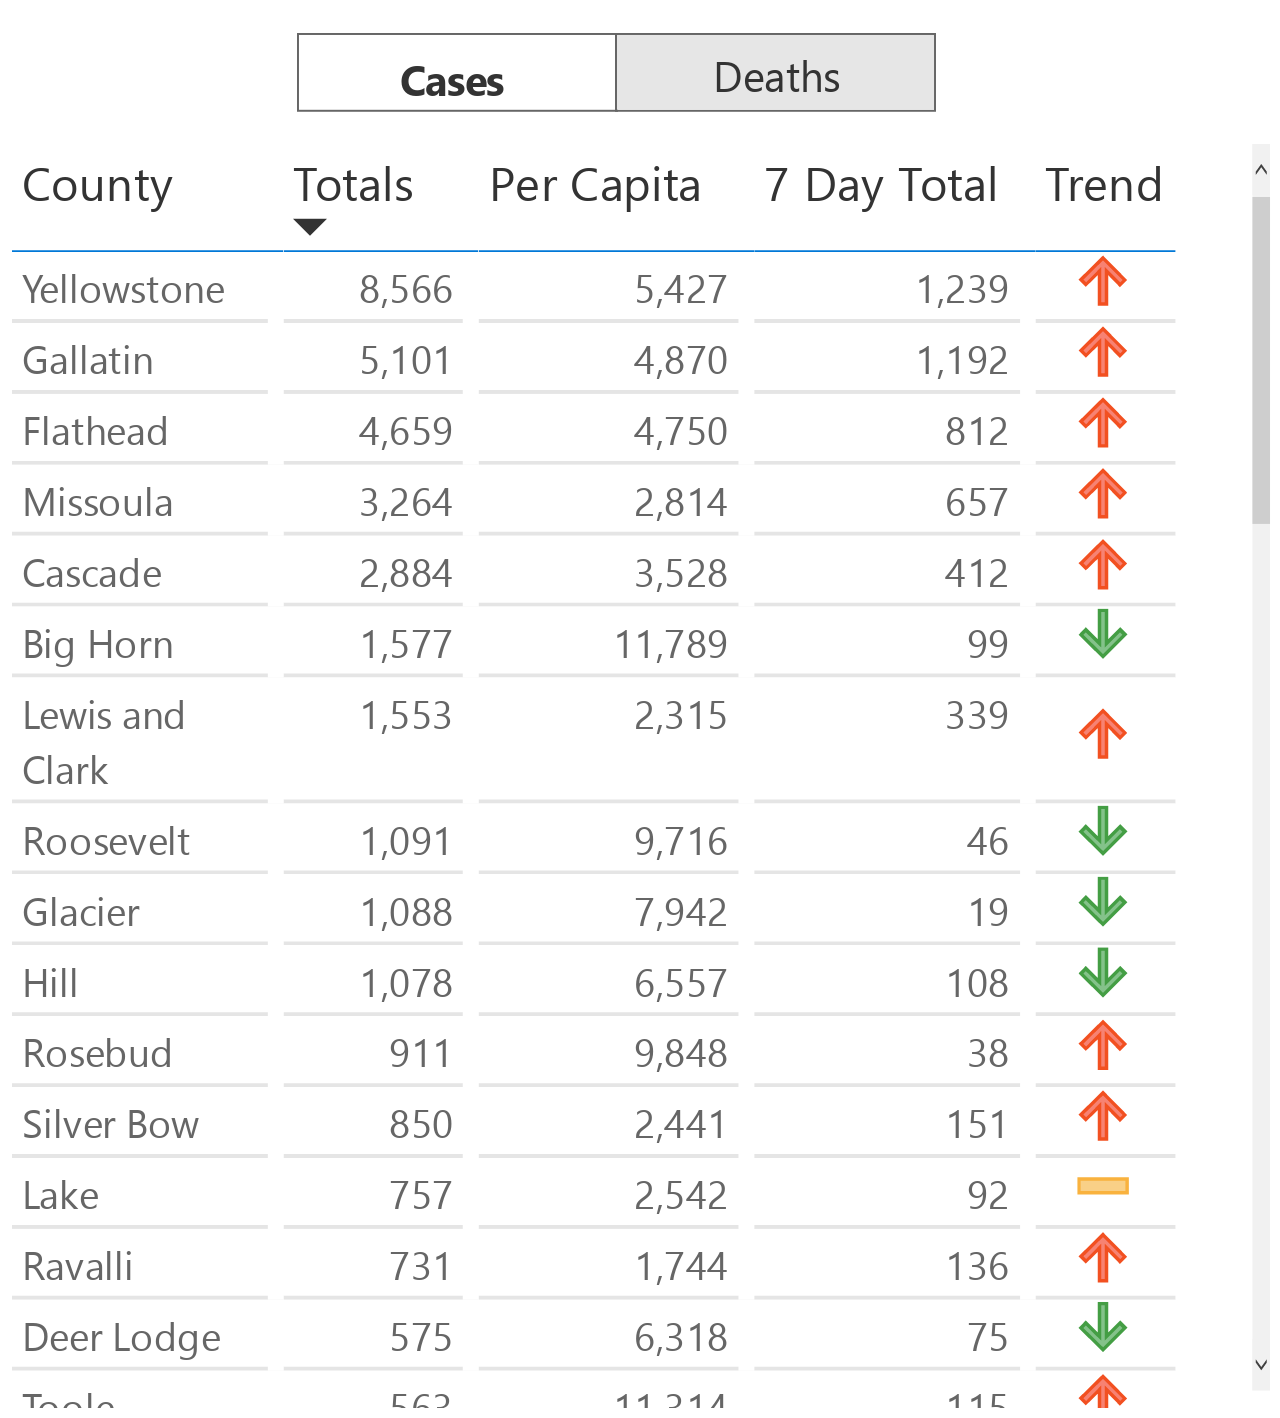 Cases Deaths
County Totals Per Capita 7 Day Total Trend
Yellowstone 8,566 5,427 1,239
Gallatin 5,101 4,870 1,192
Flathead 4,659 4,750 812
Missoula 3,264 2,814 657
Cascade 2,884 3,528 412
Big Horn 1,577 11,789 99
Lewis and 1,553 2,315 339
Clark
Roosevelt 1,091 9,716 46
Glacier 1,088 7,942 19
Hill 1,078 6,557 108
Rosebud 911 9,848 38
Silver Bow 850 2,441 151
Lake 757 2,542 92
Ravalli 731 1,744 136
Deer Lodge 575 6,318 75
Toole 563 11,314 115